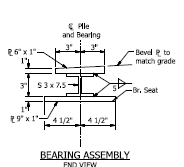 ℄ Pile
and Bearing
3" 3"
℄ 6" x 1"
Bevel ℄ to
match grade
1"
3"
S 3 x 7.5
5
1"
Br. Seat
℄ 9" x 1"
4 1/2" 4 1/2"
BEARING ASSEMBLY
END VIEW